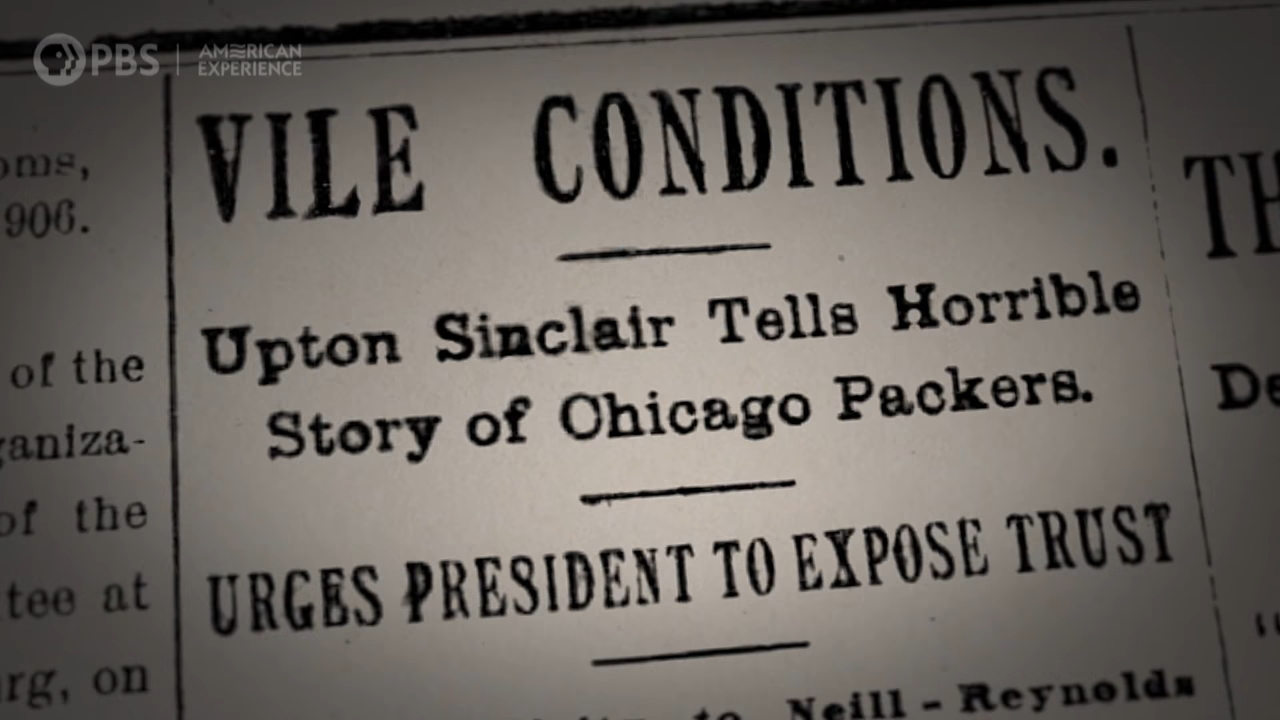 PBS | AMERICAN EXPERIENCE
oms,
906.
of the
ganiza-
of the
tee at
rg, on
VILE CONDITIONS.
Upton Sinclair Tells Horrible
Story of Chicago Packers.
URGES PRESIDENT TO EXPOSE TRUST
to Neill-Reynolds
TH
De